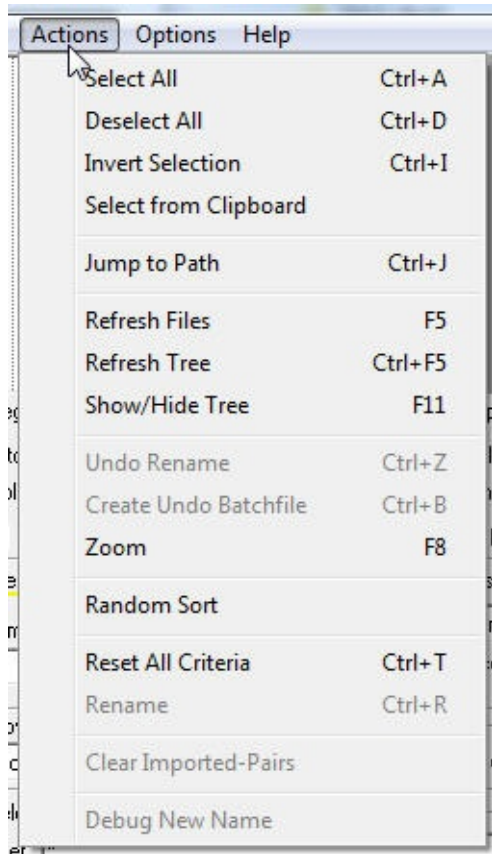 Actions Options Help
Select All Ctrl+A
Deselect All Ctrl+D
Invert Selection Ctrl+I
Select from Clipboard
Jump to Path Ctrl+J
Refresh Files F5
Refresh Tree Ctrl+F5
Show/Hide Tree F11
Undo Rename Ctrl+Z
Create Undo Batchfile Ctrl+B
Zoom F8
Random Sort
Reset All Criteria Ctrl+T
Rename Ctrl+R
Clear Imported-Pairs
Debug New Name